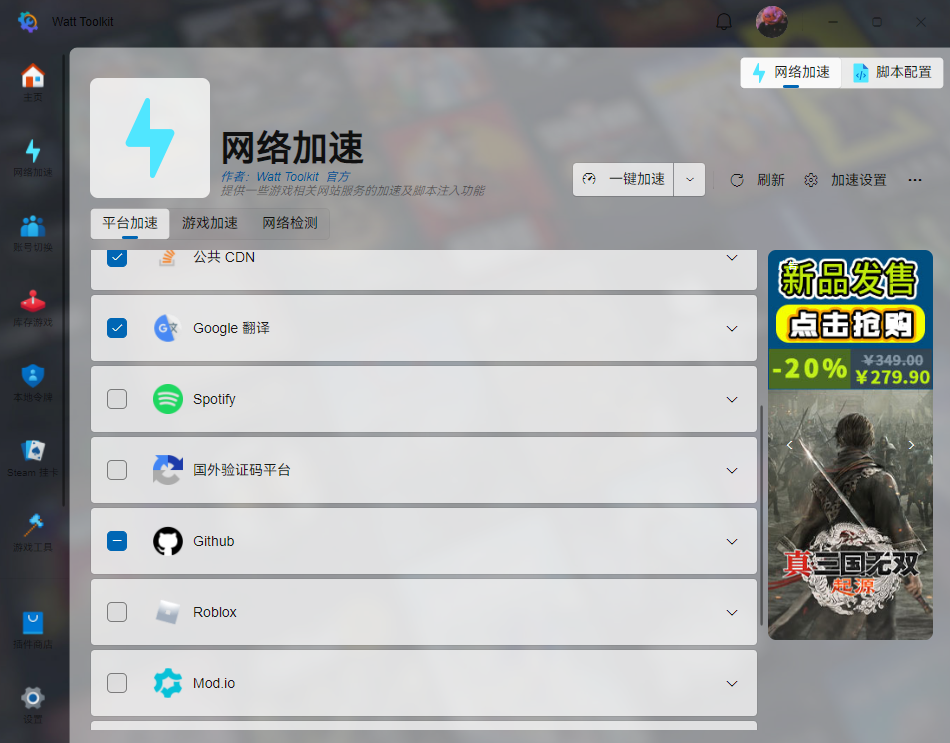 Watt Toolkit
主页
网络加速
账号切换
库存游戏
本地令牌
Steam 挂卡
游戏工具
插件商店
设置
网络加速
脚本配置
网络加速
作者: Watt Toolkit 官方
提供一些游戏相关网站服务的加速及脚本注入功能
一键加速
刷新
加速设置
平台加速
游戏加速
网络检测
公共 CDN
Google 翻译
Spotify
国外验证码平台
Github
Roblox
Mod.io
新品发售
点击抢购
-20%
¥349.00
¥279.90
真三国无双
起源